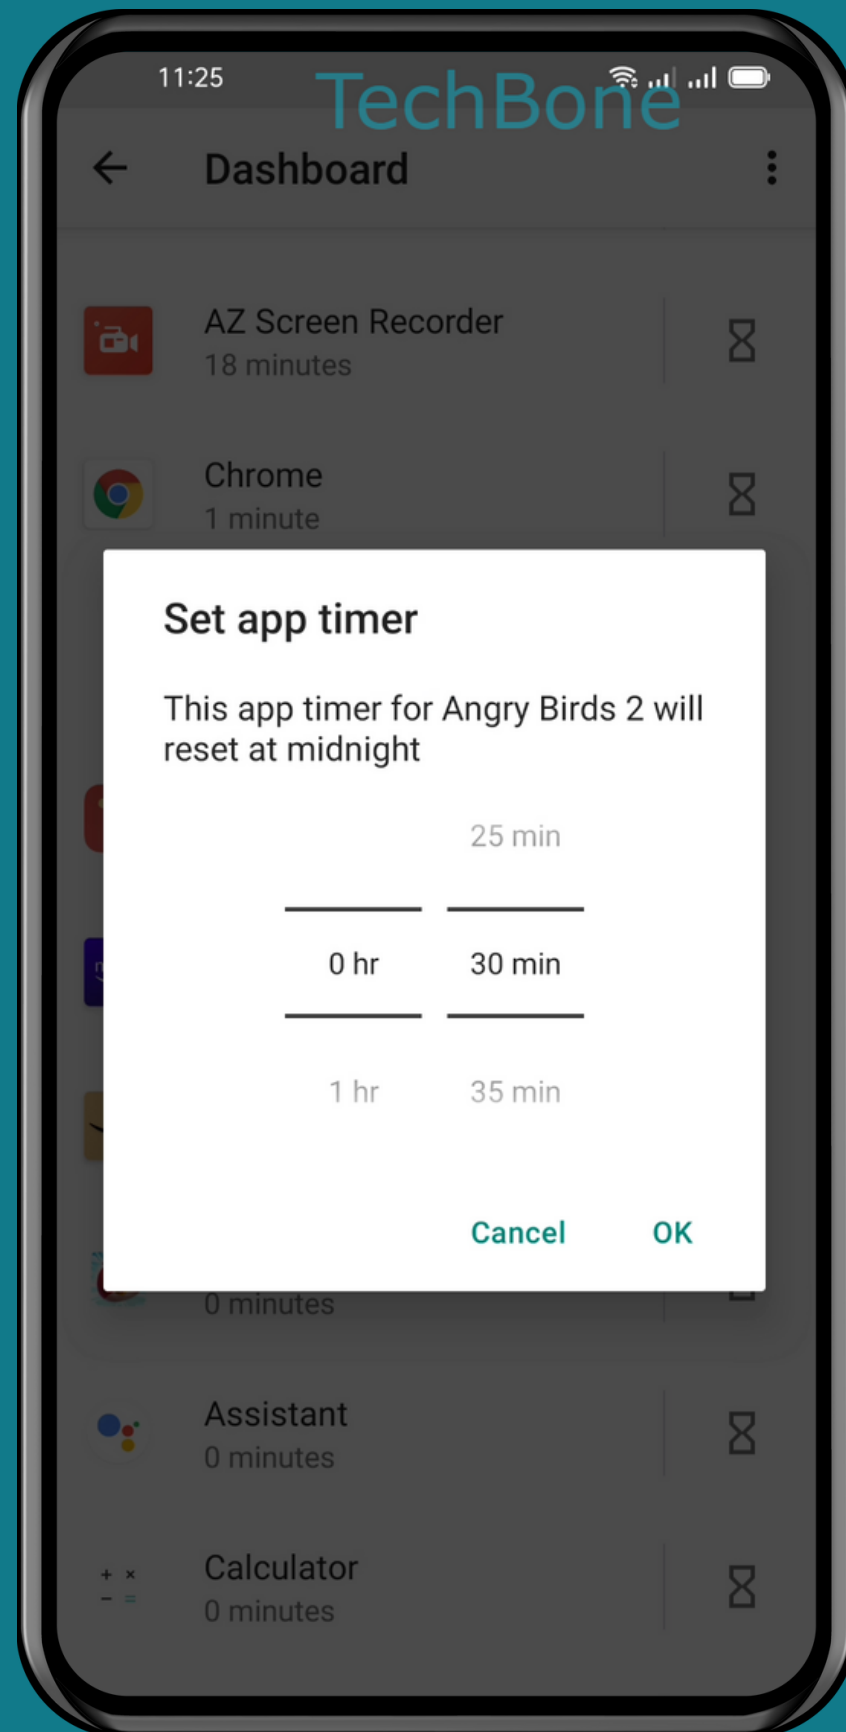 11:25
TechBone
Dashboard
AZ Screen Recorder
18 minutes
Chrome
1 minute
Set app timer
This app timer for Angry Birds 2 will
reset at midnight
25 min
0 hr 30 min
1 hr 35 min
Cancel OK
0 minutes
Assistant
0 minutes
Calculator
0 minutes